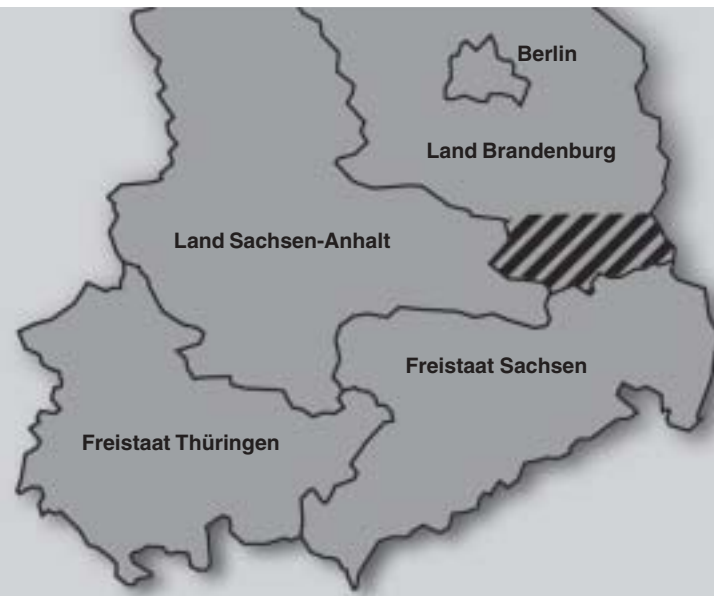 Berlin
Land Brandenburg
Land Sachsen-Anhalt
Freistaat Sachsen
Freistaat Thüringen